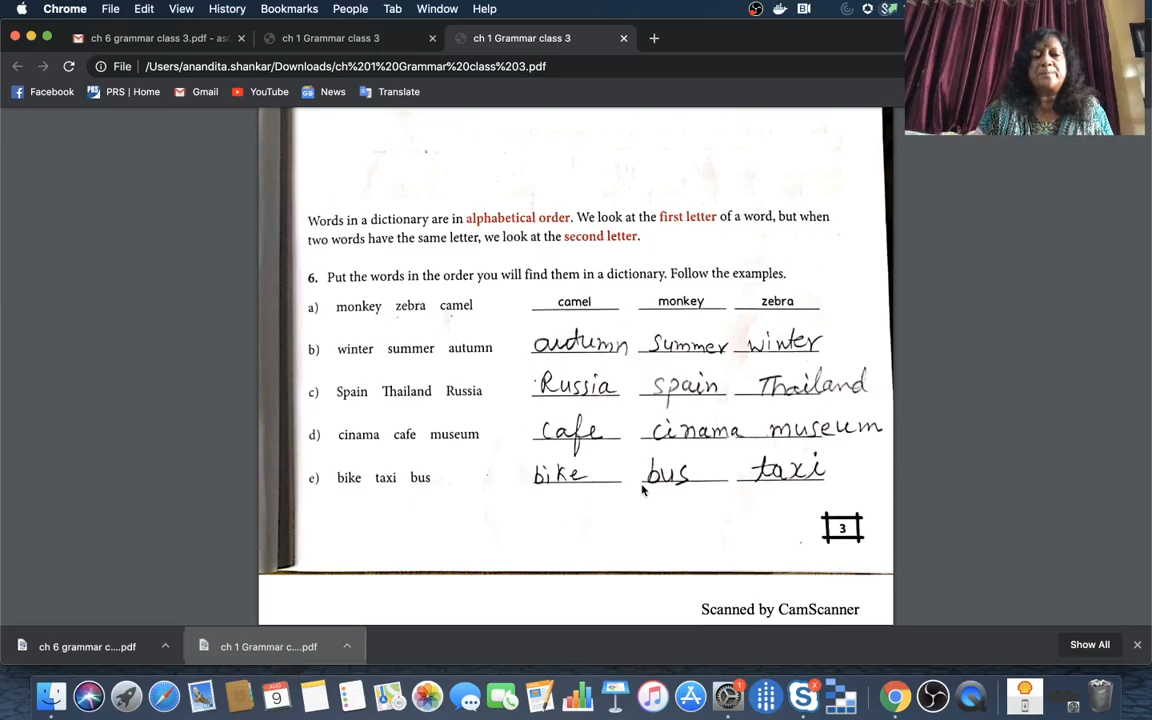 Chrome File Edit View History Bookmarks People Tab Window Help
ch 6 grammar class 3.pdf - as
ch 1 Grammar class 3
ch 1 Grammar class 3
File /Users/anandita.shankar/Downloads/ch%201%20Grammar%20class%203.pdf
Facebook PRS | Home Gmail YouTube News Translate
Words in a dictionary are in alphabetical order. We look at the first letter of a word, but when
two words have the same letter, we look at the second letter.
6. Put the words in the order you will find them in a dictionary. Follow the examples.
a) monkey zebra camel camel monkey zebra
b) winter summer autumn autumn summer winter
c) Spain Thailand Russia Russia spain Thailand
d) cinama cafe museum cafe cinama museum
e) bike taxi bus bike bus taxi
3
Scanned by CamScanner
ch 6 grammar c....pdf
ch 1 Grammar c....pdf
Show All
AUG
9
1